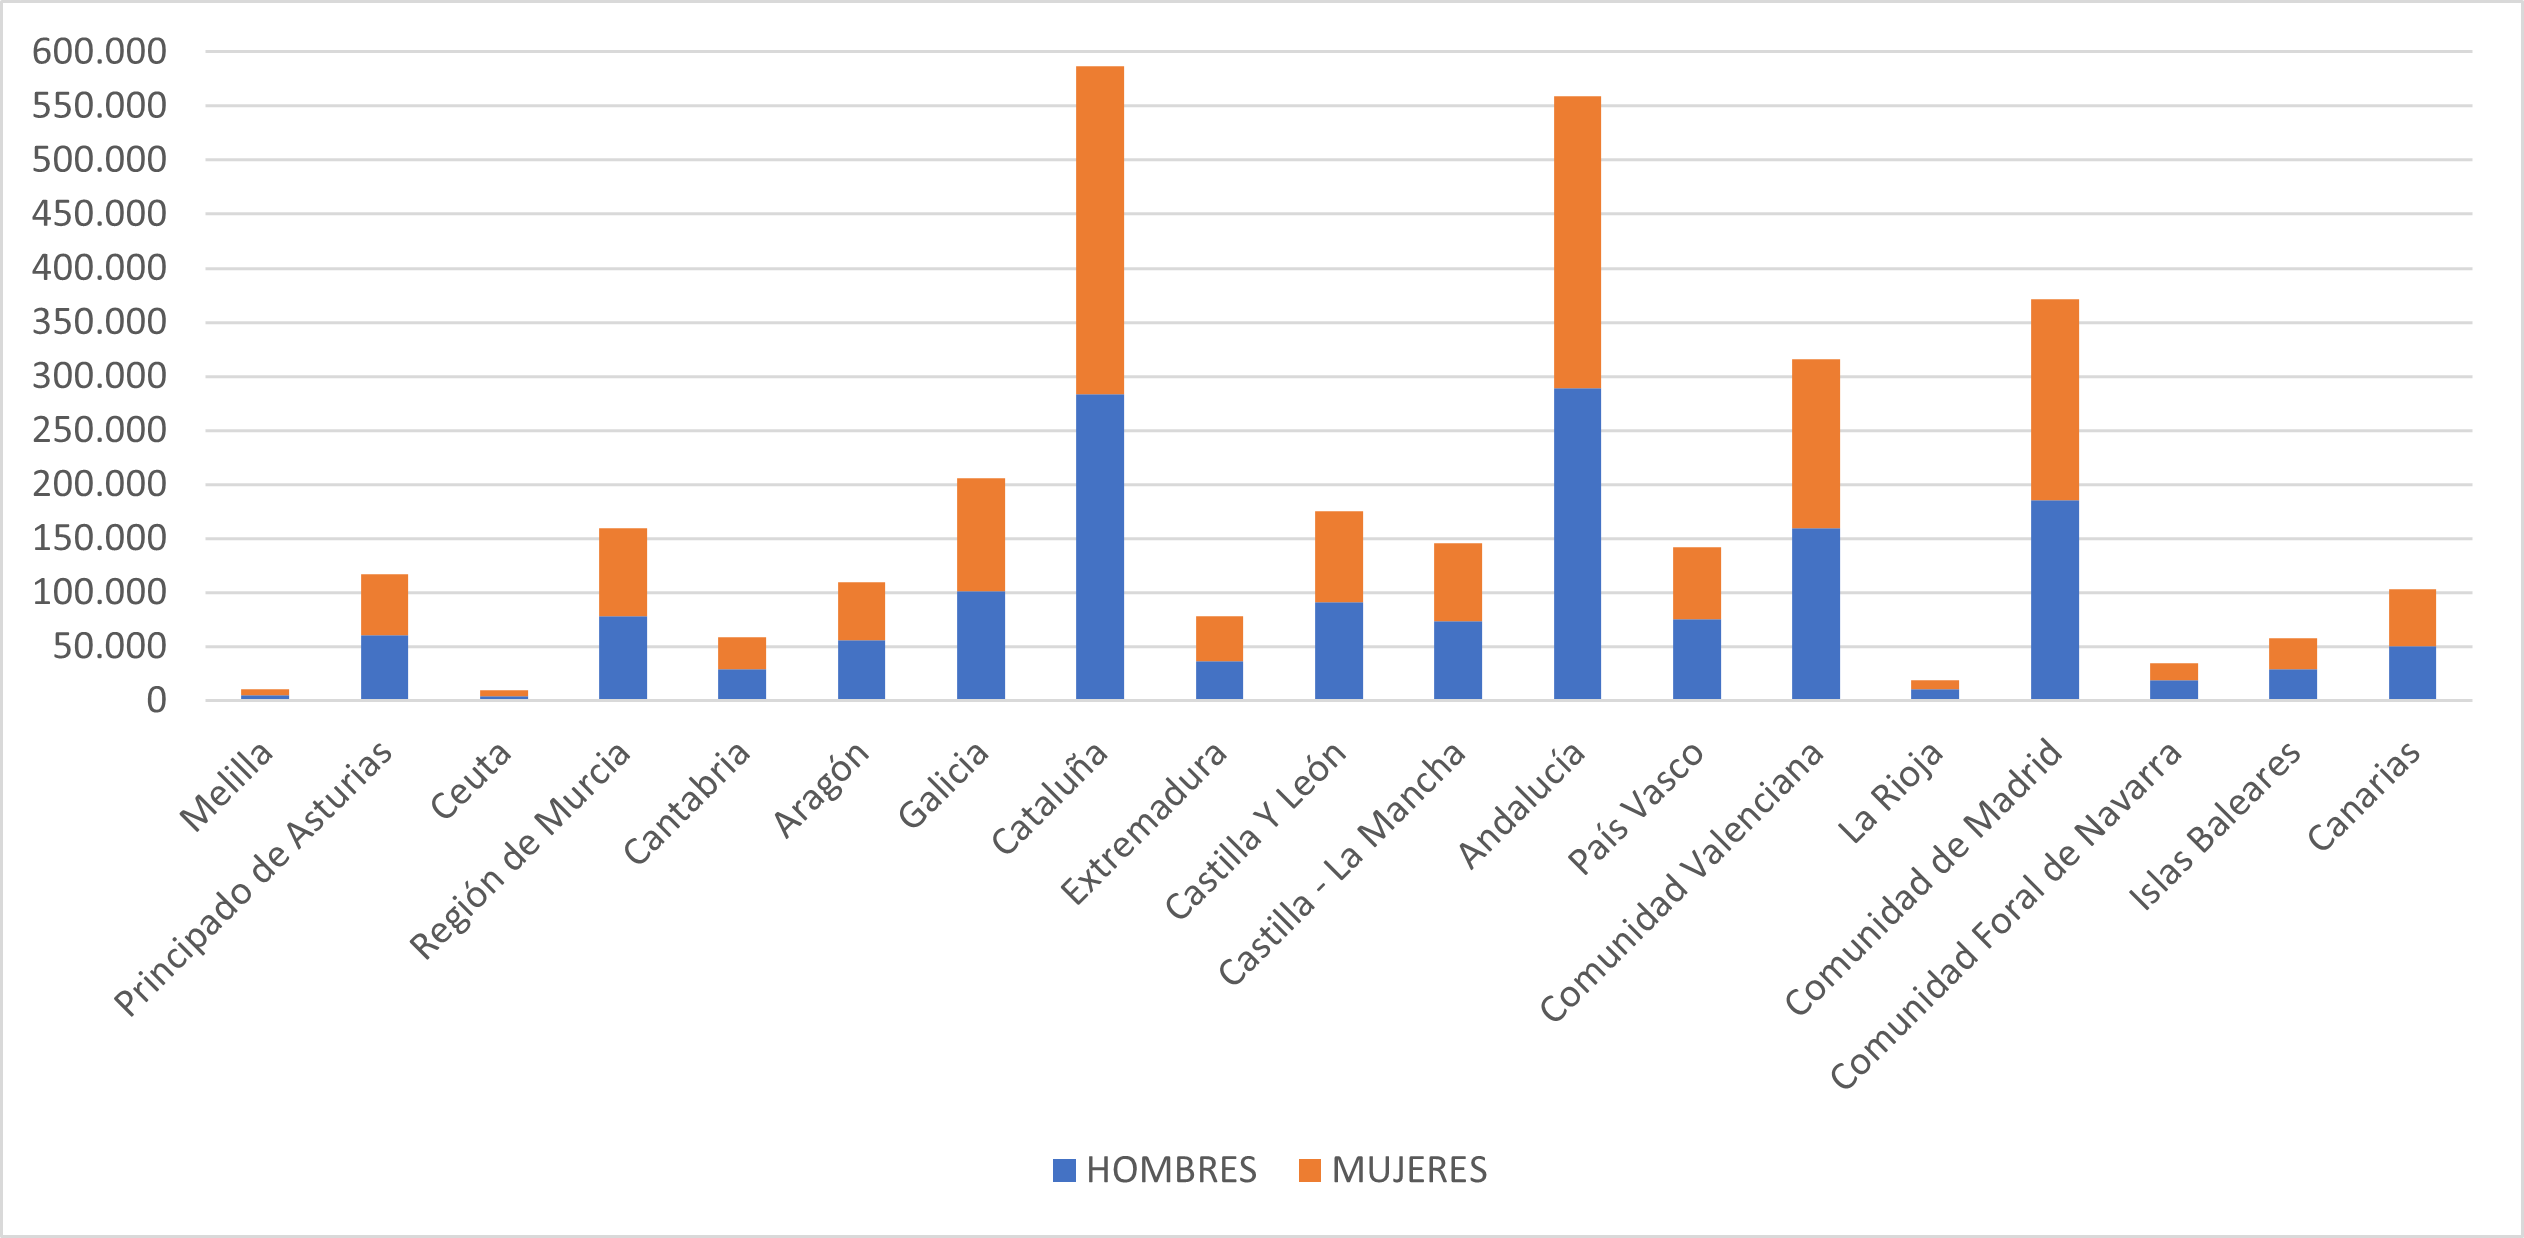 600.000
550.000
500.000
450.000
400.000
350.000
300.000
250.000
200.000
150.000
100.000
50.000
0
Melilla
Principado de Asturias
Ceuta
Región de Murcia
Cantabria
Aragón
Galicia
Cataluña
Extremadura
Castilla Y León
Castilla - La Mancha
Andalucía
País Vasco
Comunidad Valenciana
La Rioja
Comunidad de Madrid
Comunidad Foral de Navarra
Islas Baleares
Canarias
HOMBRES MUJERES